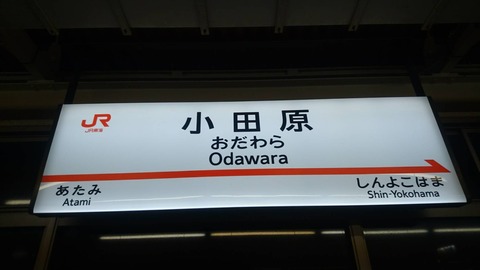 JR
JR東海
小田原
おだわら
Odawara
あたみ
Atami
しんよこはま
Shin-Yokohama